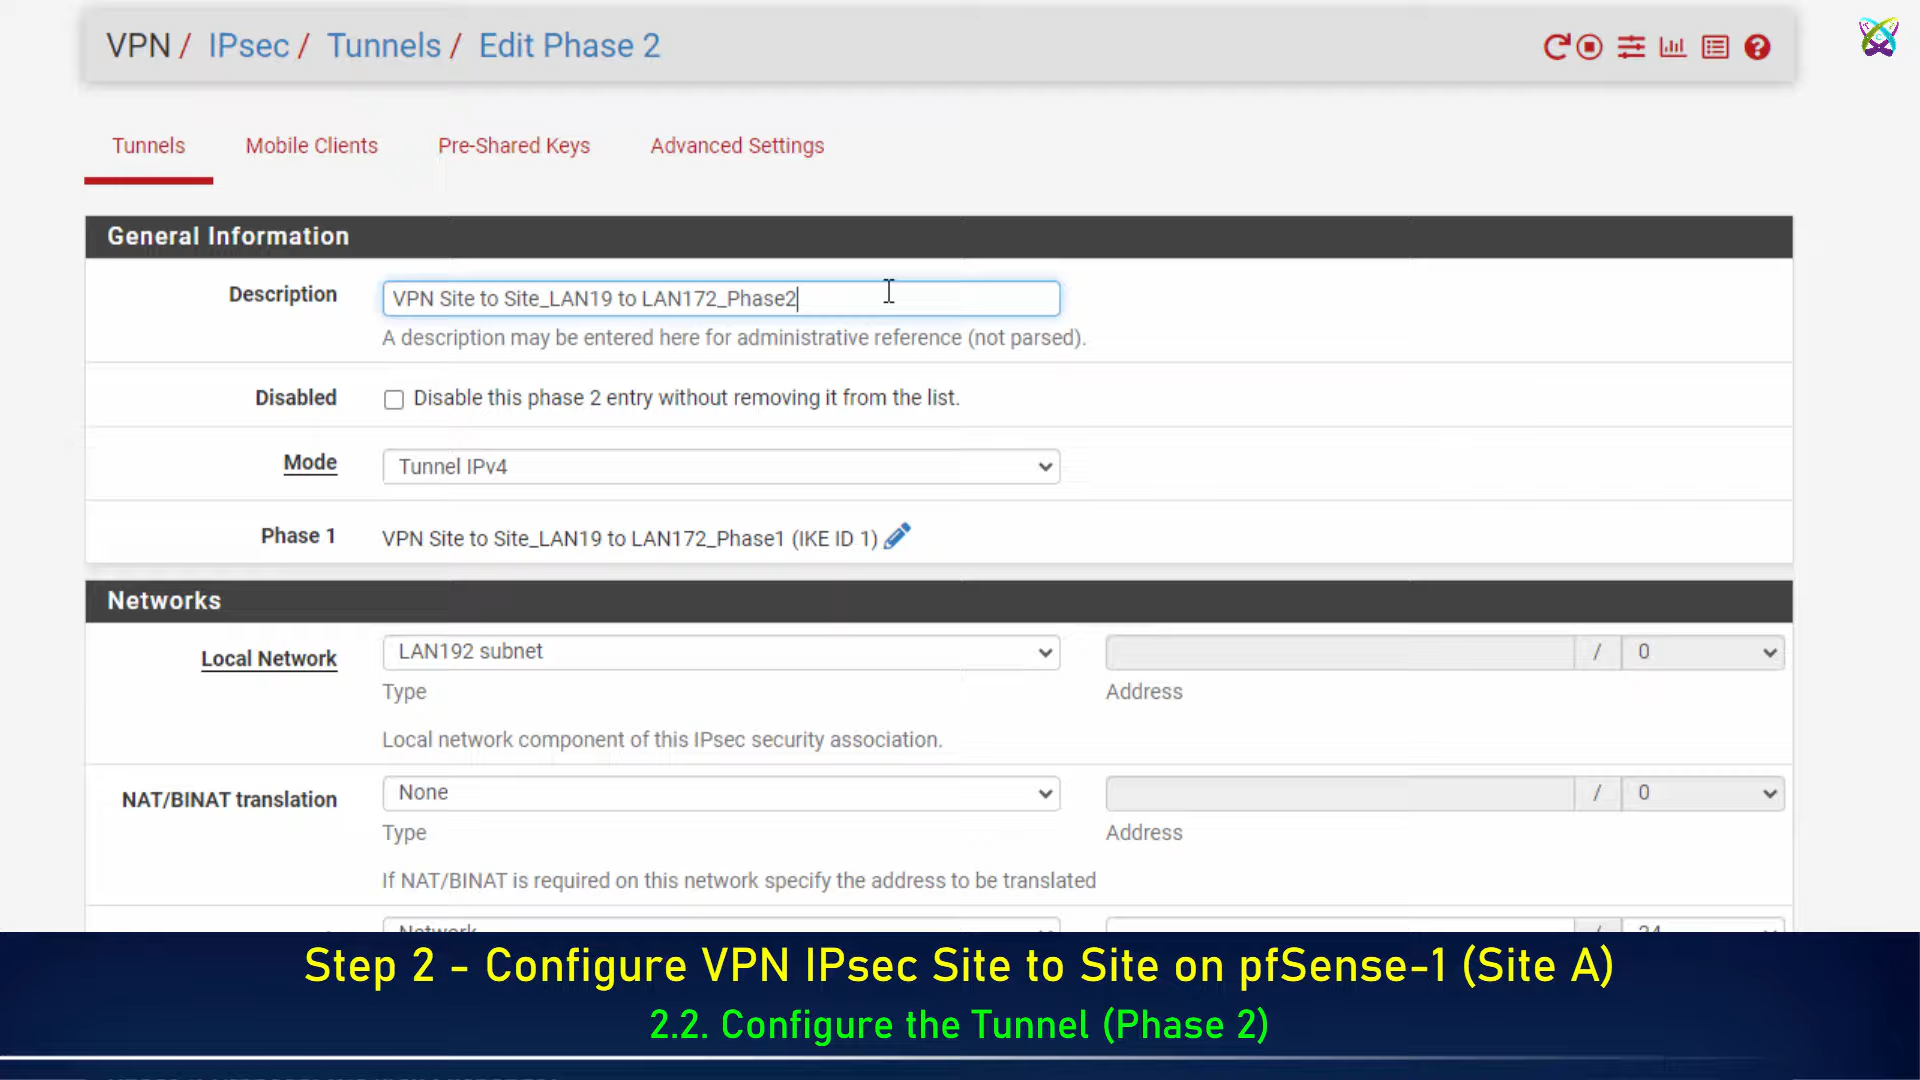 VPN / IPsec / Tunnels / Edit Phase 2
Tunnels Mobile Clients Pre-Shared Keys Advanced Settings
General Information
Description VPN Site to Site_LAN19 to LAN172_Phase2
A description may be entered here for administrative reference (not parsed).
Disabled Disable this phase 2 entry without removing it from the list.
Mode Tunnel IPv4
Phase 1 VPN Site to Site_LAN19 to LAN172_Phase1 (IKE ID 1)
Networks
Local Network LAN192 subnet / 0
Type Address
Local network component of this IPsec security association.
NAT/BINAT translation None / 0
Type Address
If NAT/BINAT is required on this network specify the address to be translated
Network / 24
Step 2 - Configure VPN IPsec Site to Site on pfSense-1 (Site A)
2.2. Configure the Tunnel (Phase 2)